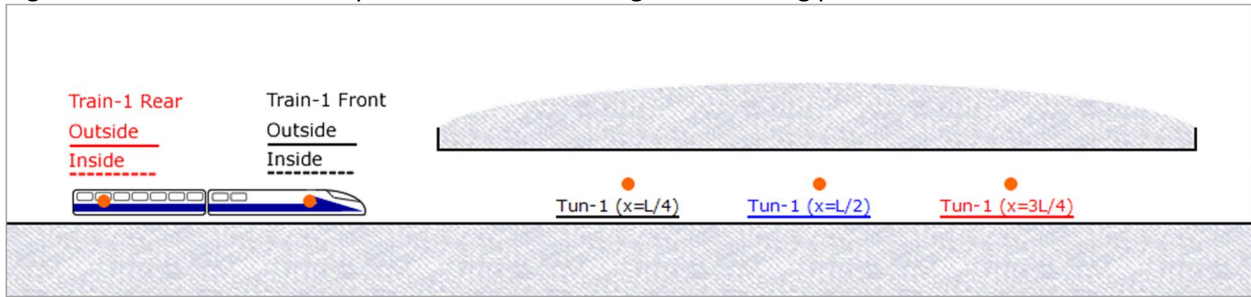 Train-1 Rear
Outside
Inside
Train-1 Front
Outside
Inside
Tun-1 (x=L/4)
Tun-1 (x=L/2)
Tun-1 (x=3L/4)